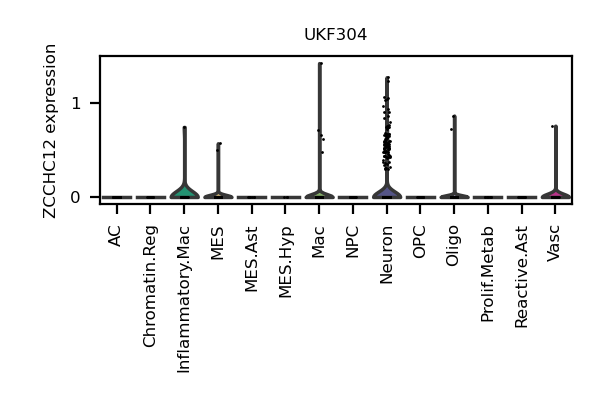 UKF304
ZCCHC12 expression
1
0
AC
Chromatin.Reg
Inflammatory.Mac
MES
MES.Ast
MES.Hyp
Mac
NPC
Neuron
OPC
Oligo
Prolif.Metab
Reactive.Ast
Vasc